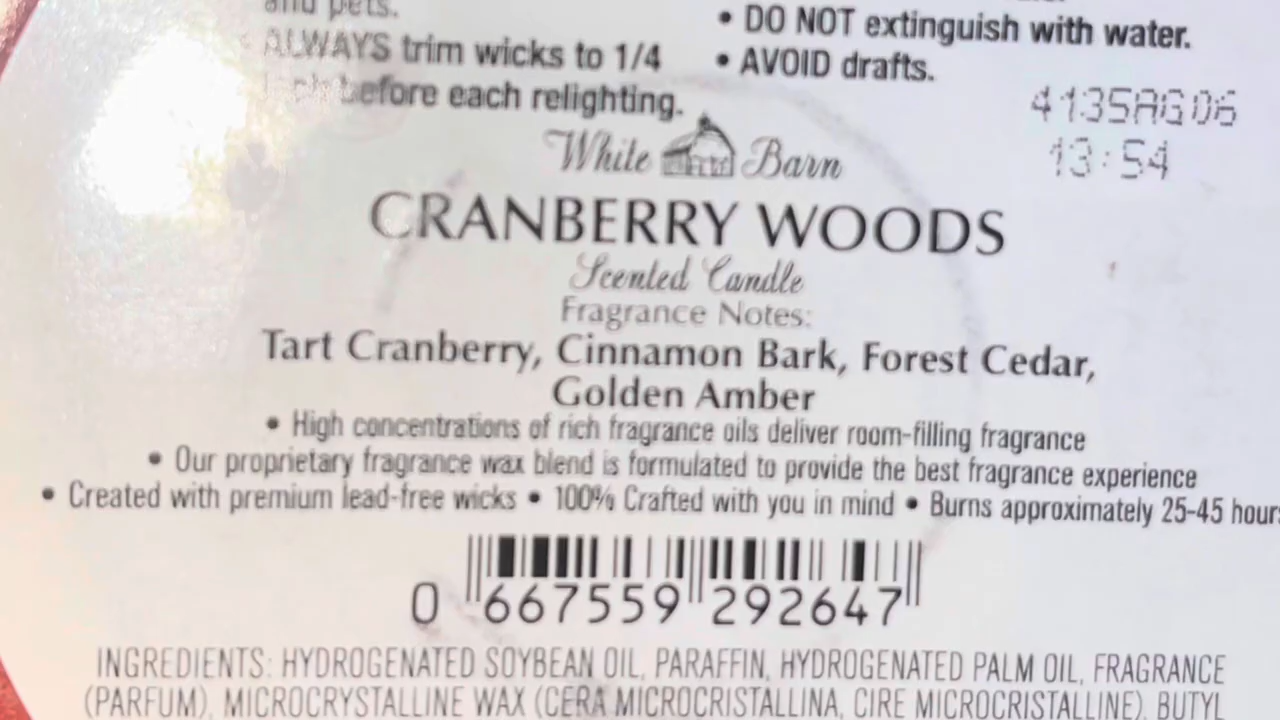 and pets.
• DO NOT extinguish with water.
ALWAYS trim wicks to 1/4
• AVOID drafts.
before each relighting.
4135AG06
13:54
White Barn
CRANBERRY WOODS
Scented Candle
Fragrance Notes:
Tart Cranberry, Cinnamon Bark, Forest Cedar,
Golden Amber
• High concentrations of rich fragrance oils deliver room-filling fragrance
• Our proprietary fragrance wax blend is formulated to provide the best fragrance experience
• Created with premium lead-free wicks • 100% Crafted with you in mind • Burns approximately 25-45 hours
0 667559 292647
INGREDIENTS: HYDROGENATED SOYBEAN OIL, PARAFFIN, HYDROGENATED PALM OIL, FRAGRANCE
(PARFUM), MICROCRYSTALLINE WAX (CERA MICROCRISTALLINA, CIRE MICROCRISTALLINE), BUTYL